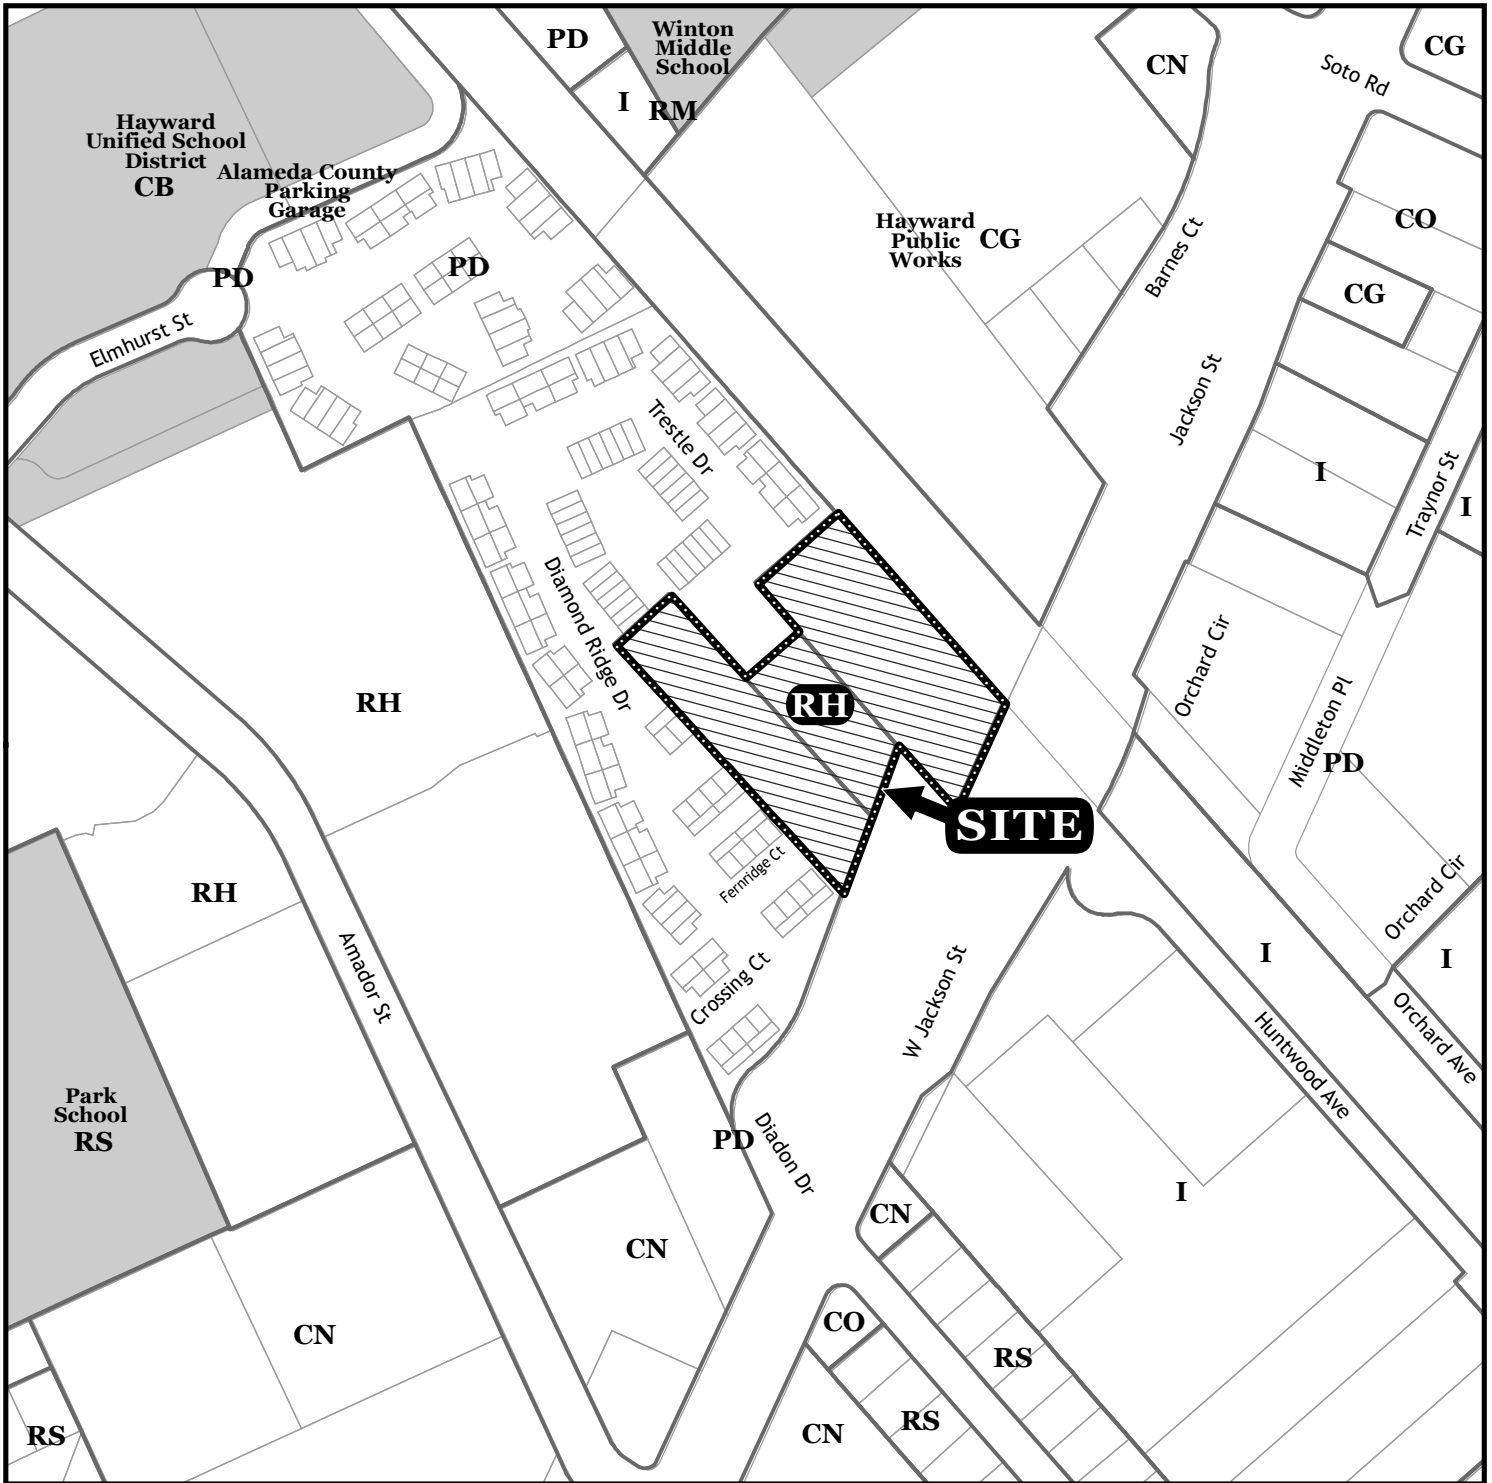 PD
Winton
Middle
School
RM
I
CN
CG
Soto Rd
Hayward
Unified School
District
CB
Alameda County
Parking
Garage
PD
PD
Elmhurst St
Hayward
Public
Works
CG
Barnes Ct
CO
CG
Jackson St
Trestle Dr
I
Traynor St
I
Diamond Ridge Dr
Orchard Cir
RH
RH
Middleton Pl
PD
SITE
Fernridge Ct
RH
Orchard Cir
Amador St
Crossing Ct
W Jackson St
I
I
Orchard Ave
Huntwood Ave
Park
School
RS
PD
Diadon Dr
I
CN
CN
CN
CO
RS
RS
CN
RS